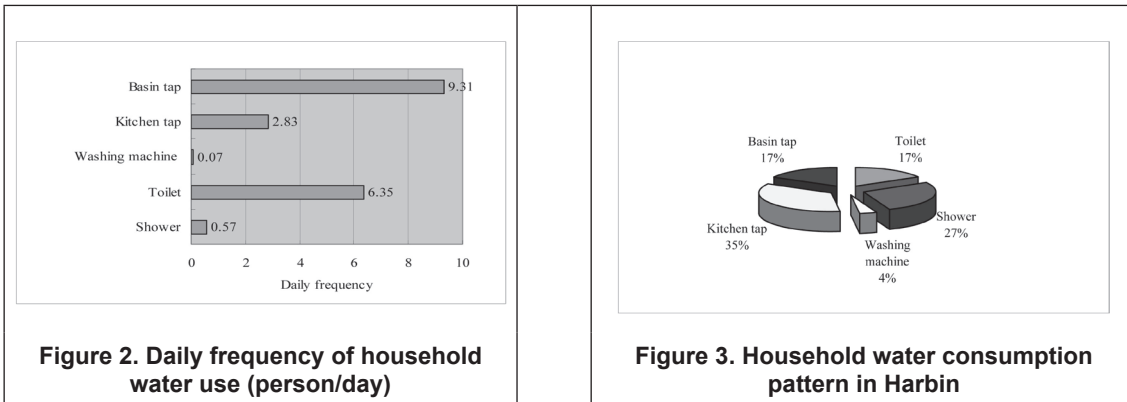 Basin tap
9.31
Kitchen tap
2.83
Washing machine
0.07
Toilet
6.35
Shower
0.57
0 2 4 6 8 10
Daily frequency
Figure 2. Daily frequency of household
water use (person/day)
Basin tap
17%
Toilet
17%
Kitchen tap
35%
Shower
27%
Washing
machine
4%
Figure 3. Household water consumption
pattern in Harbin